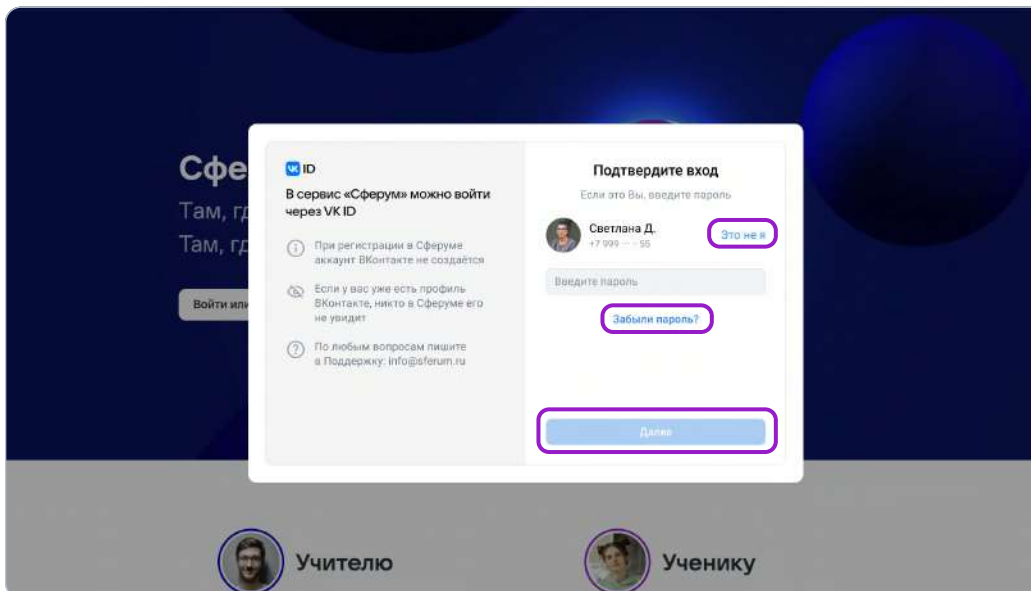 Сфе
Там, гд
Там, гд
Войти или
VK ID
В сервис «Сферум» можно войти
через VK ID
При регистрации в Сферуме
аккаунт ВКонтакте не создаётся
Если у вас уже есть профиль
ВКонтакте, никто в Сферуме его
не увидит
По любым вопросам пишите
в Поддержку: info@sferum.ru
Подтвердите вход
Если это Вы, введите пароль
Светлана Д.
+7 999 ·· ·· 55
Это не я
Введите пароль
Забыли пароль?
Далее
Учителю
Ученику